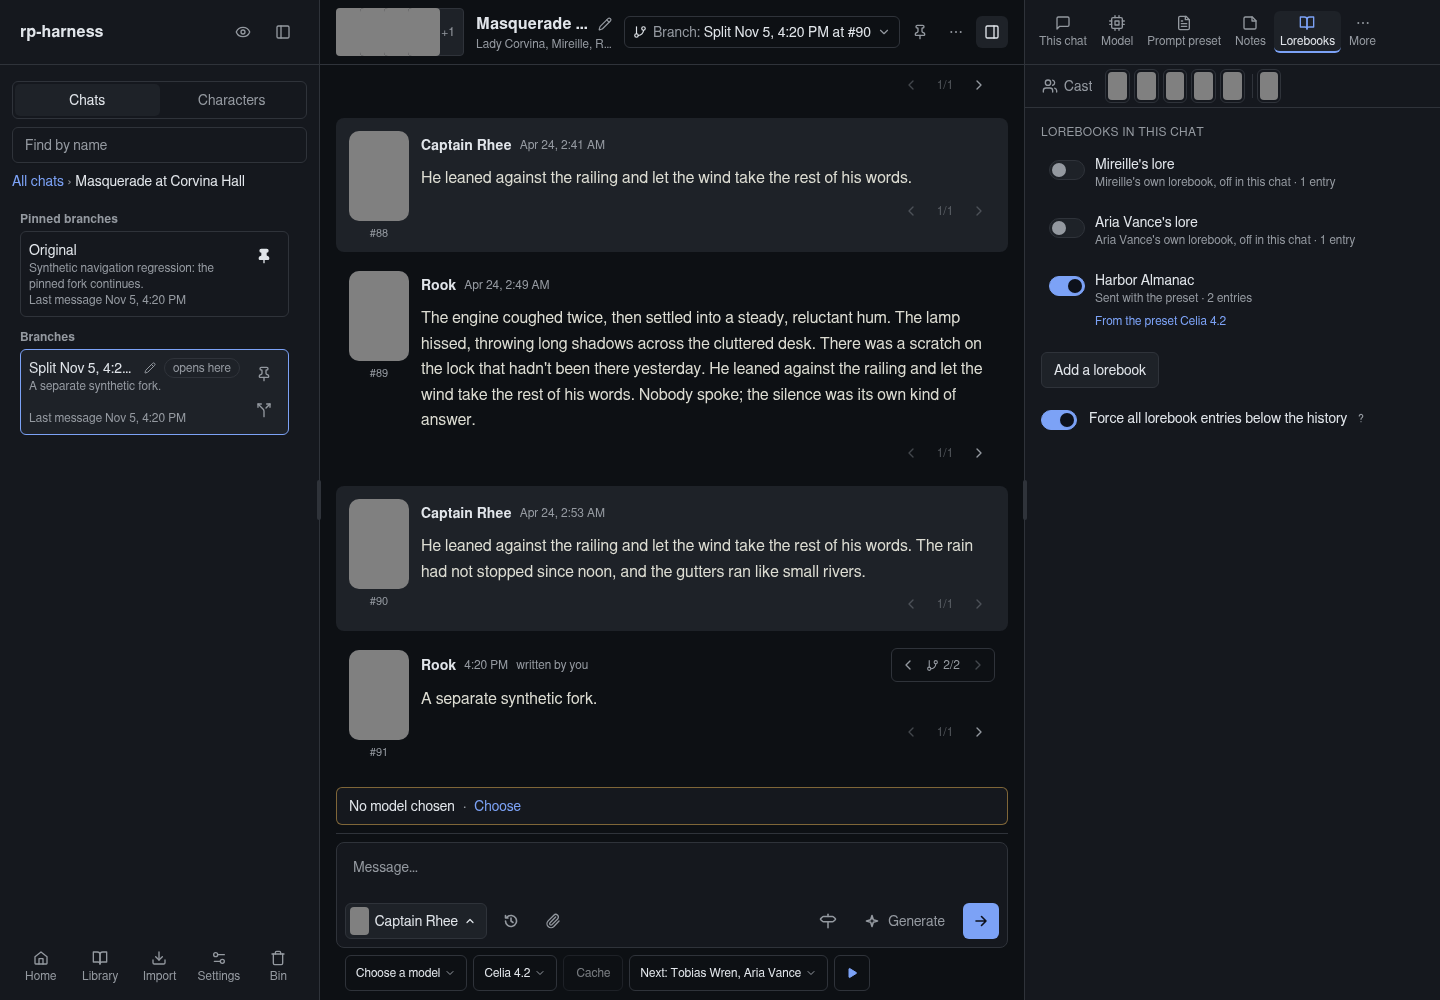 rp-harness
Chats
Characters
Find by name
All chats › Masquerade at Corvina Hall
Pinned branches
Original
Synthetic navigation regression: the
pinned fork continues.
Last message Nov 5, 4:20 PM
Branches
Split Nov 5, 4:2...
opens here
A separate synthetic fork.
Last message Nov 5, 4:20 PM
Home
Library
Import
Settings
Bin
+1
Masquerade ...
Lady Corvina, Mireille, R...
Branch: Split Nov 5, 4:20 PM at #90
1/1
Captain Rhee Apr 24, 2:41 AM
He leaned against the railing and let the wind take the rest of his words.
1/1
#88
Rook Apr 24, 2:49 AM
The engine coughed twice, then settled into a steady, reluctant hum. The lamp
hissed, throwing long shadows across the cluttered desk. There was a scratch on
the lock that hadn't been there yesterday. He leaned against the railing and let the
wind take the rest of his words. Nobody spoke; the silence was its own kind of
answer.
#89
1/1
Captain Rhee Apr 24, 2:53 AM
He leaned against the railing and let the wind take the rest of his words. The rain
had not stopped since noon, and the gutters ran like small rivers.
#90
1/1
Rook 4:20 PM written by you
2/2
A separate synthetic fork.
1/1
#91
No model chosen · Choose
Message...
Captain Rhee
Generate
Choose a model
Celia 4.2
Cache
Next: Tobias Wren, Aria Vance
This chat
Model
Prompt preset
Notes
Lorebooks
More
Cast
LOREBOOKS IN THIS CHAT
Mireille's lore
Mireille's own lorebook, off in this chat · 1 entry
Aria Vance's lore
Aria Vance's own lorebook, off in this chat · 1 entry
Harbor Almanac
Sent with the preset · 2 entries
From the preset Celia 4.2
Add a lorebook
Force all lorebook entries below the history ?